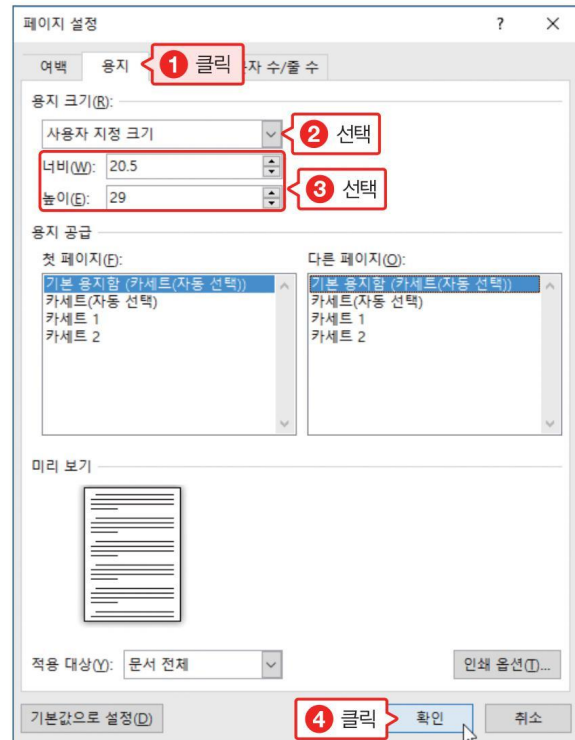 페이지 설정 ? ×
여백 용지 1 클릭 자 수/줄 수
용지 크기(R):
사용자 지정 크기 2 선택
너비(W): 20.5
높이(E): 29 3 선택
용지 공급
첫 페이지(F): 다른 페이지(O):
기본 용지함 (카세트(자동 선택)) 기본 용지함 (카세트(자동 선택))
카세트(자동 선택) 카세트(자동 선택)
카세트 1 카세트 1
카세트 2 카세트 2
미리 보기
적용 대상(Y): 문서 전체 인쇄 옵션(T)...
기본값으로 설정(D) 4 클릭 확인 취소